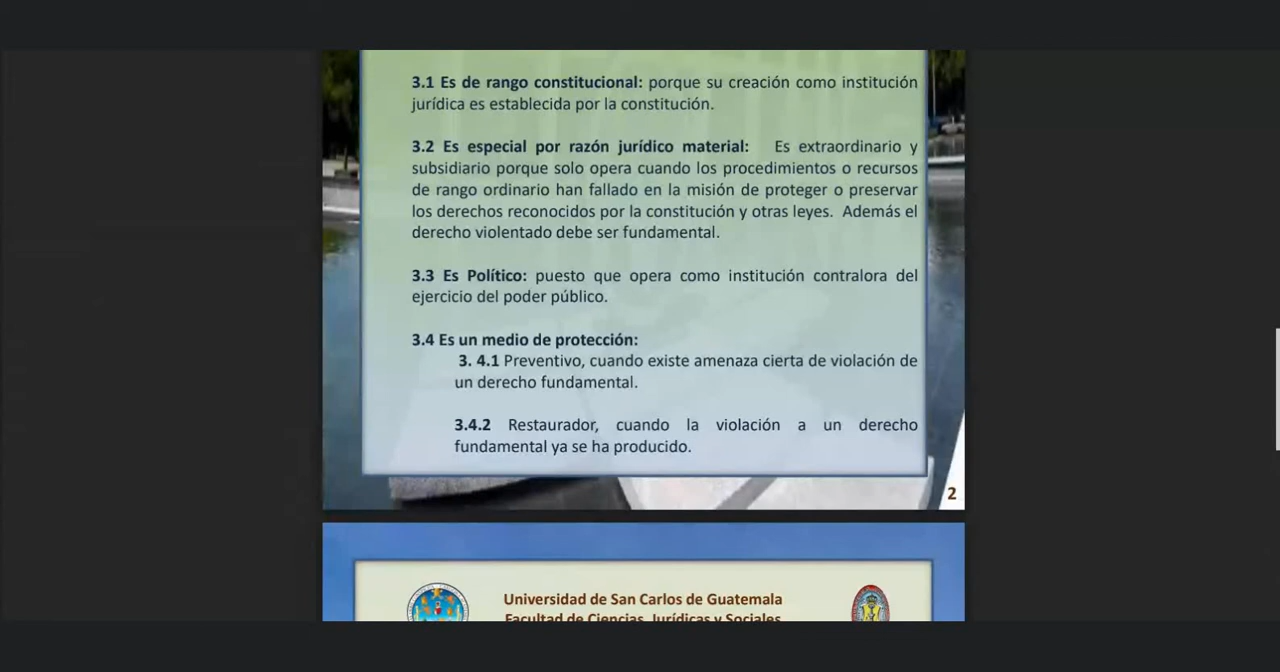 3.1 Es de rango constitucional: porque su creación como institución
jurídica es establecida por la constitución.
3.2 Es especial por razón jurídico material: Es extraordinario y
subsidiario porque solo opera cuando los procedimientos o recursos
de rango ordinario han fallado en la misión de proteger o preservar
los derechos reconocidos por la constitución y otras leyes. Además el
derecho violentado debe ser fundamental.
3.3 Es Político: puesto que opera como institución contralora del
ejercicio del poder público.
3.4 Es un medio de protección:
3. 4.1 Preventivo, cuando existe amenaza cierta de violación de
un derecho fundamental.
3.4.2 Restaurador, cuando la violación a un derecho
fundamental ya se ha producido.
2
Universidad de San Carlos de Guatemala
Facultad de Ciencias Jurídicas y Sociales